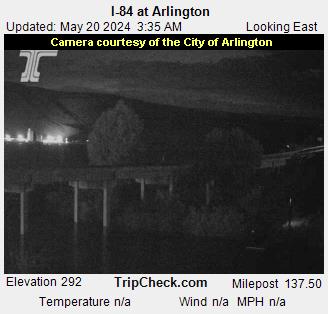 I-84 at Arlington
Updated: May 20 2024 3:35 AM Looking East
Camera courtesy of the City of Arlington
Elevation 292 TripCheck.com Milepost 137.50
Temperature n/a Wind n/a MPH n/a